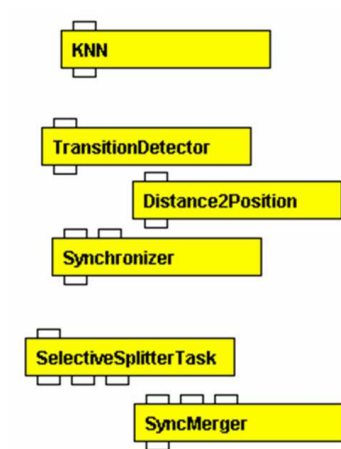 KNN
TransitionDetector
Distance2Position
Synchronizer
SelectiveSplitterTask
SyncMerger